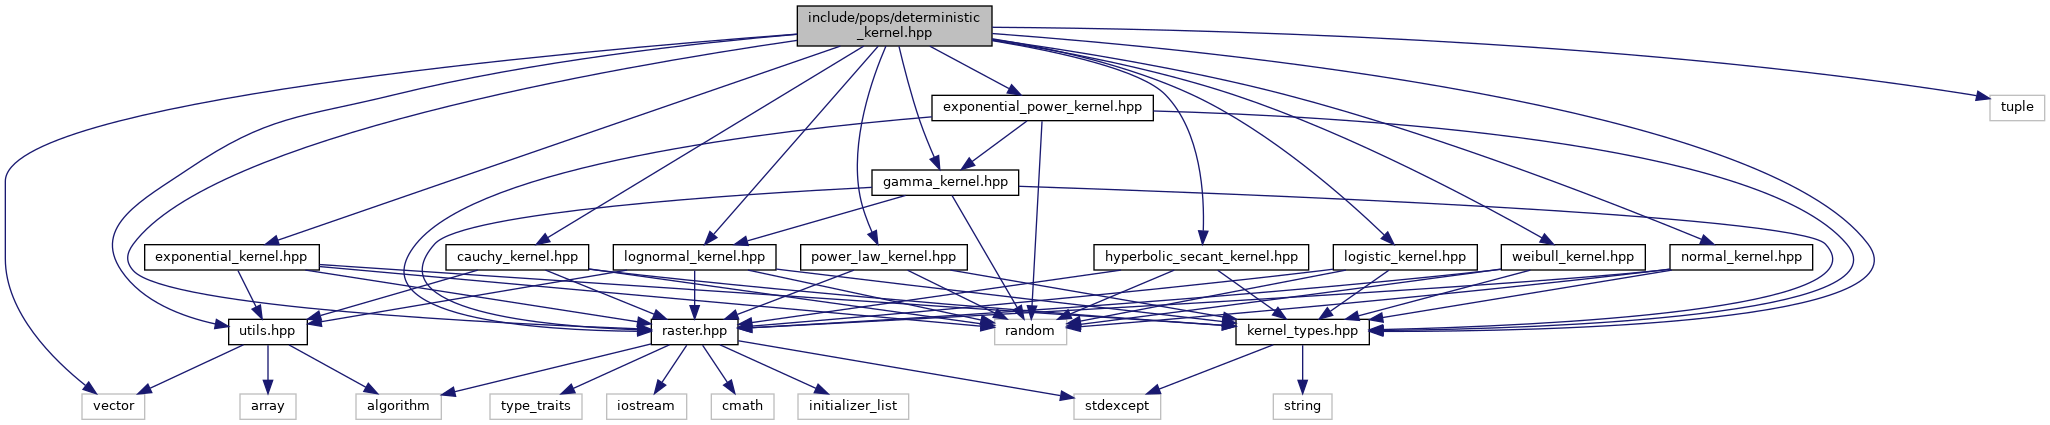 include/pops/deterministic
_kernel.hpp
tuple
exponential_power_kernel.hpp
gamma_kernel.hpp
exponential_kernel.hpp
cauchy_kernel.hpp
lognormal_kernel.hpp
power_law_kernel.hpp
hyperbolic_secant_kernel.hpp
logistic_kernel.hpp
weibull_kernel.hpp
normal_kernel.hpp
utils.hpp
raster.hpp
random
kernel_types.hpp
vector
array
algorithm
type_traits
iostream
cmath
initializer_list
stdexcept
string